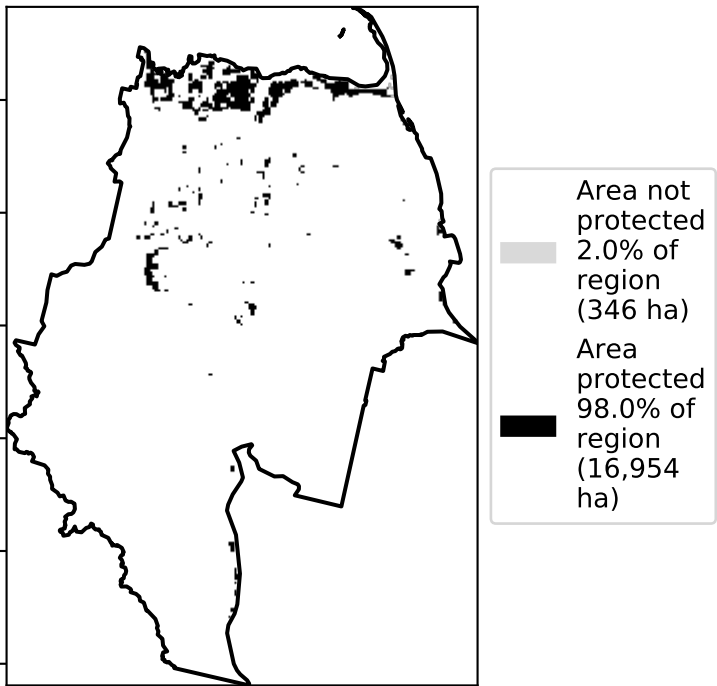 Area not
protected
2.0% of
region
(346 ha)
Area
protected
98.0% of
region
(16,954
ha)